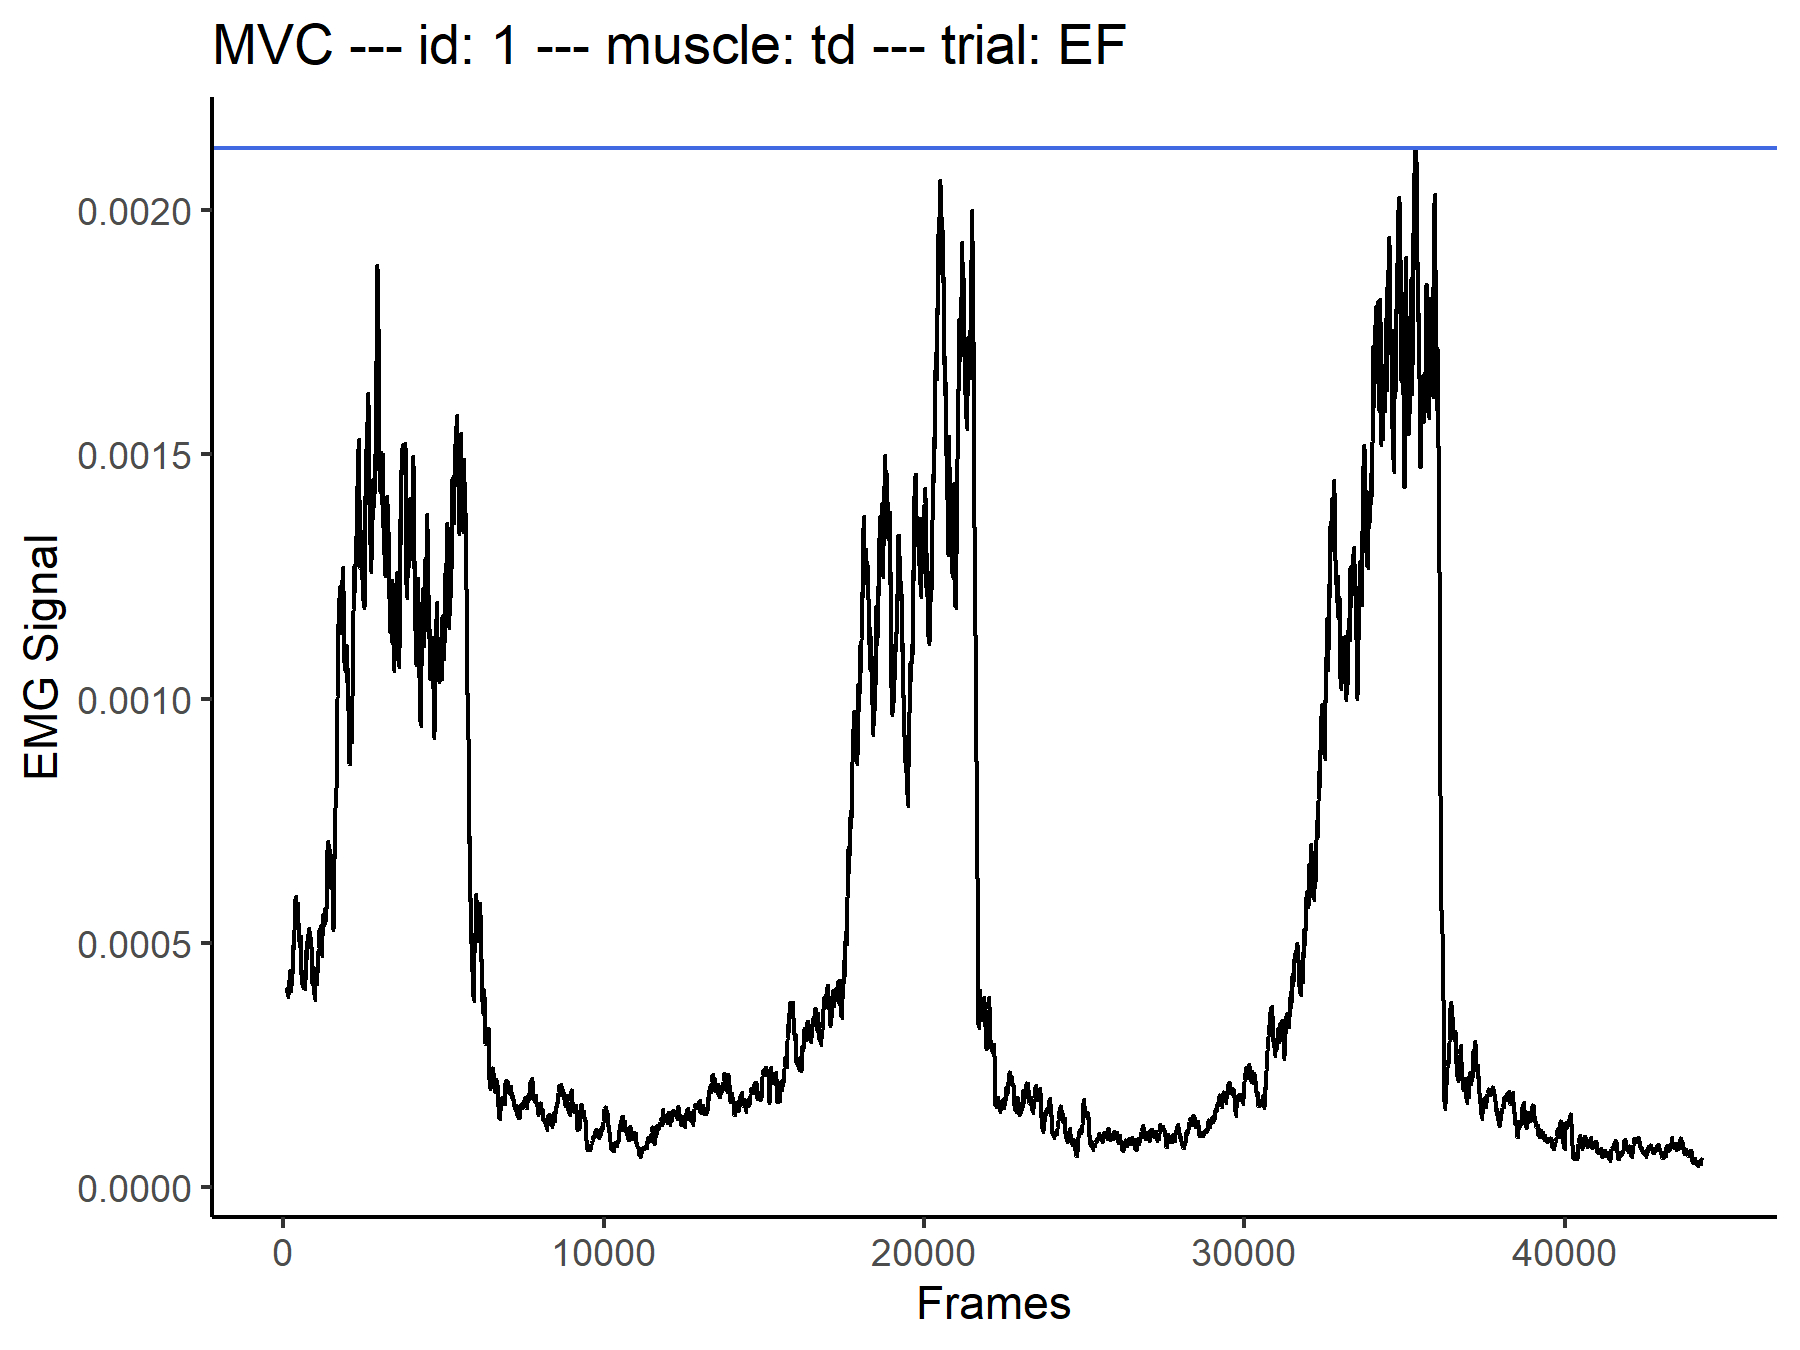 MVC --- id: 1 --- muscle: td --- trial: EF
EMG Signal
0.0020
0.0015
0.0010
0.0005
0.0000
0 10000 20000 30000 40000
Frames